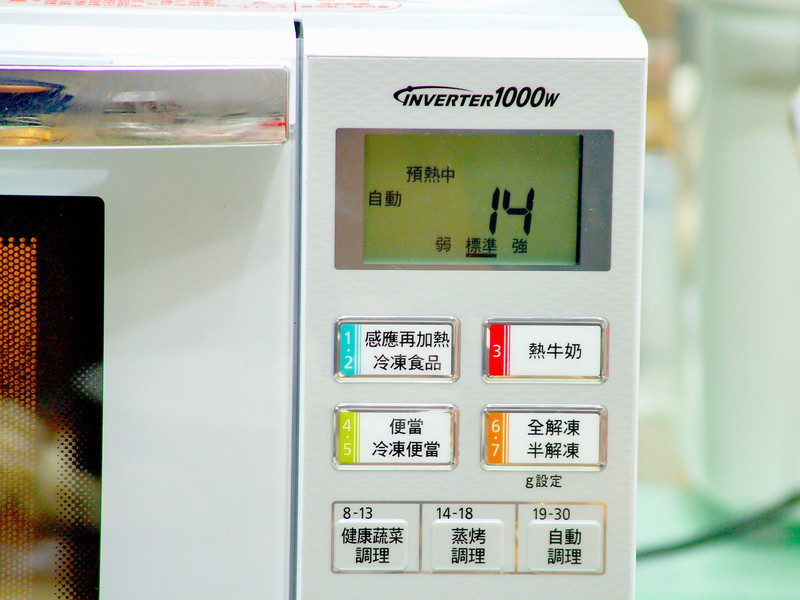 INVERTER1000W
預熱中
自動
14
弱 標準 強
1·2
感應再加熱
冷凍食品
3
熱牛奶
4·5
便當
冷凍便當
6·7
全解凍
半解凍
g設定
8-13
健康蔬菜
調理
14-18
蒸烤
調理
19-30
自動
調理